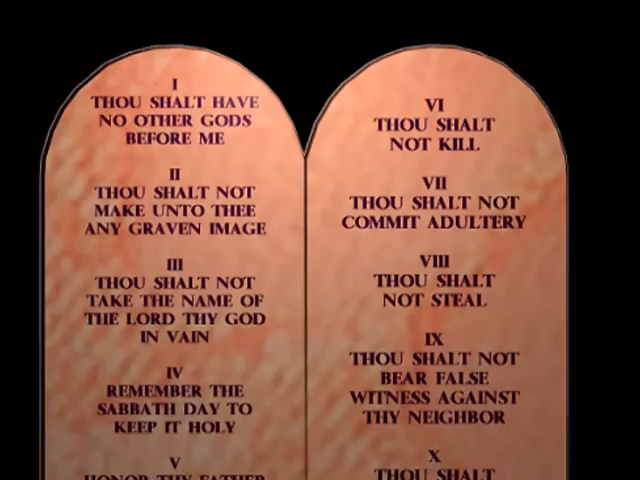 I
THOU SHALT HAVE
NO OTHER GODS
BEFORE ME
II
THOU SHALT NOT
MAKE UNTO THEE
ANY GRAVEN IMAGE
III
THOU SHALT NOT
TAKE THE NAME OF
THE LORD THY GOD
IN VAIN
IV
REMEMBER THE
SABBATH DAY TO
KEEP IT HOLY
V
HONOR THY FATHER
VI
THOU SHALT
NOT KILL
VII
THOU SHALT NOT
COMMIT ADULTERY
VIII
THOU SHALT
NOT STEAL
IX
THOU SHALT NOT
BEAR FALSE
WITNESS AGAINST
THY NEIGHBOR
X
THOU SHALT